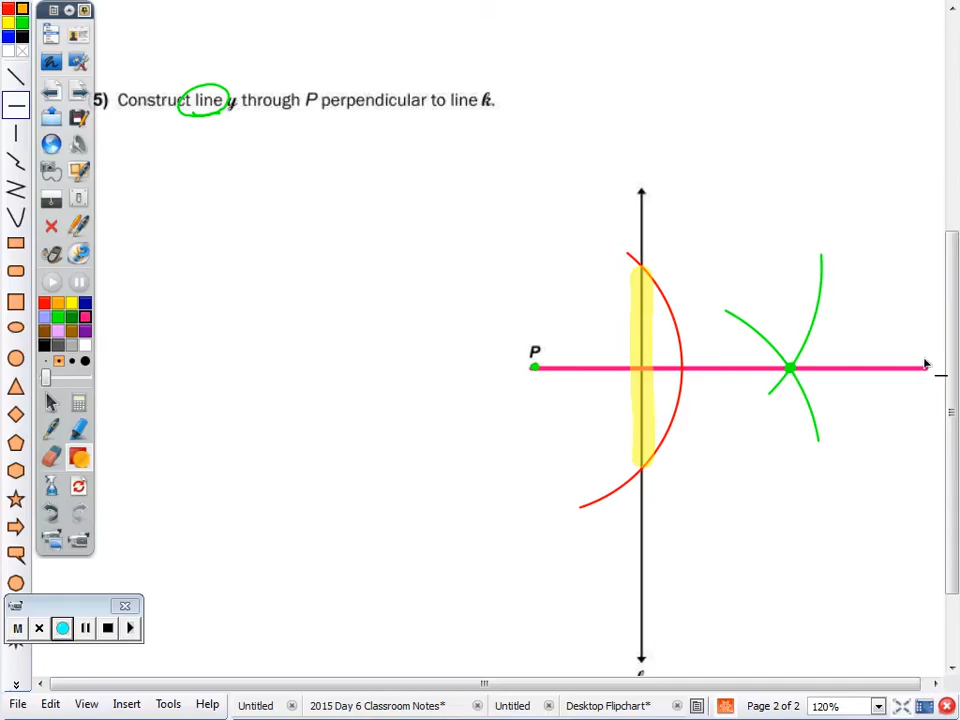 5) Construct line y through P perpendicular to line k.
P
M
File Edit View Insert Tools Help Untitled 2015 Day 6 Classroom Notes* Untitled Desktop Flipchart* Page 2 of 2 120%